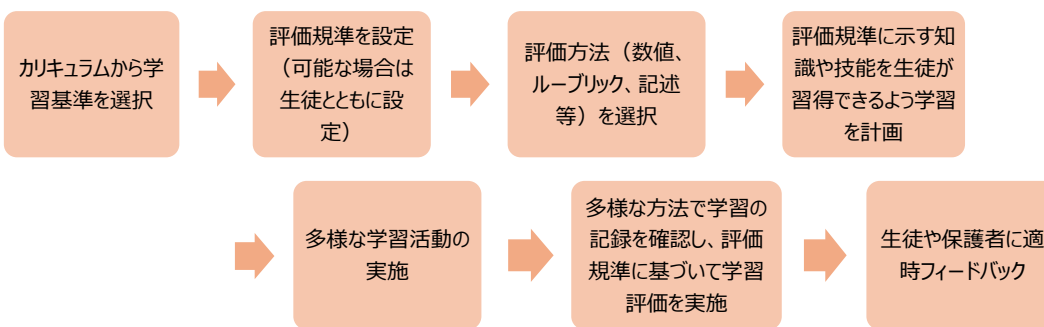 カリキュラムから学
習基準を選択
評価規準を設定
（可能な場合は
生徒とともに設
定）
評価方法（数値、
ルーブリック、記述
等）を選択
評価規準に示す知
識や技能を生徒が
習得できるよう学習
を計画
多様な学習活動の
実施
多様な方法で学習の
記録を確認し、評価
規準に基づいて学習
評価を実施
生徒や保護者に適
時フィードバック